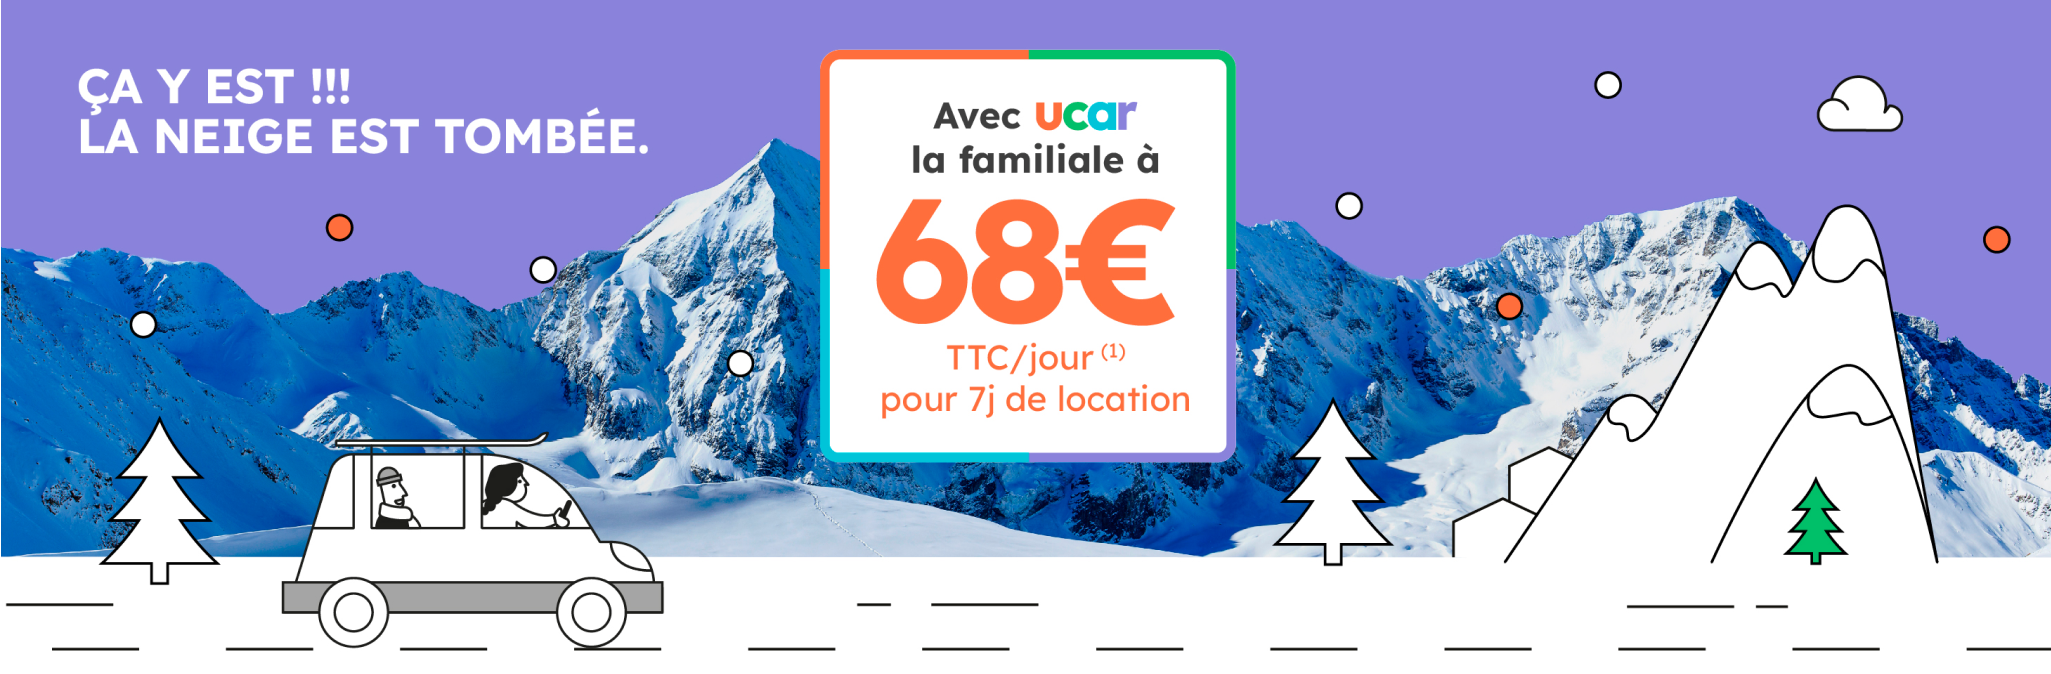 ÇA Y EST !!!
LA NEIGE EST TOMBÉE.
Avec ucar
la familiale à
68€
TTC/jour (1)
pour 7j de location